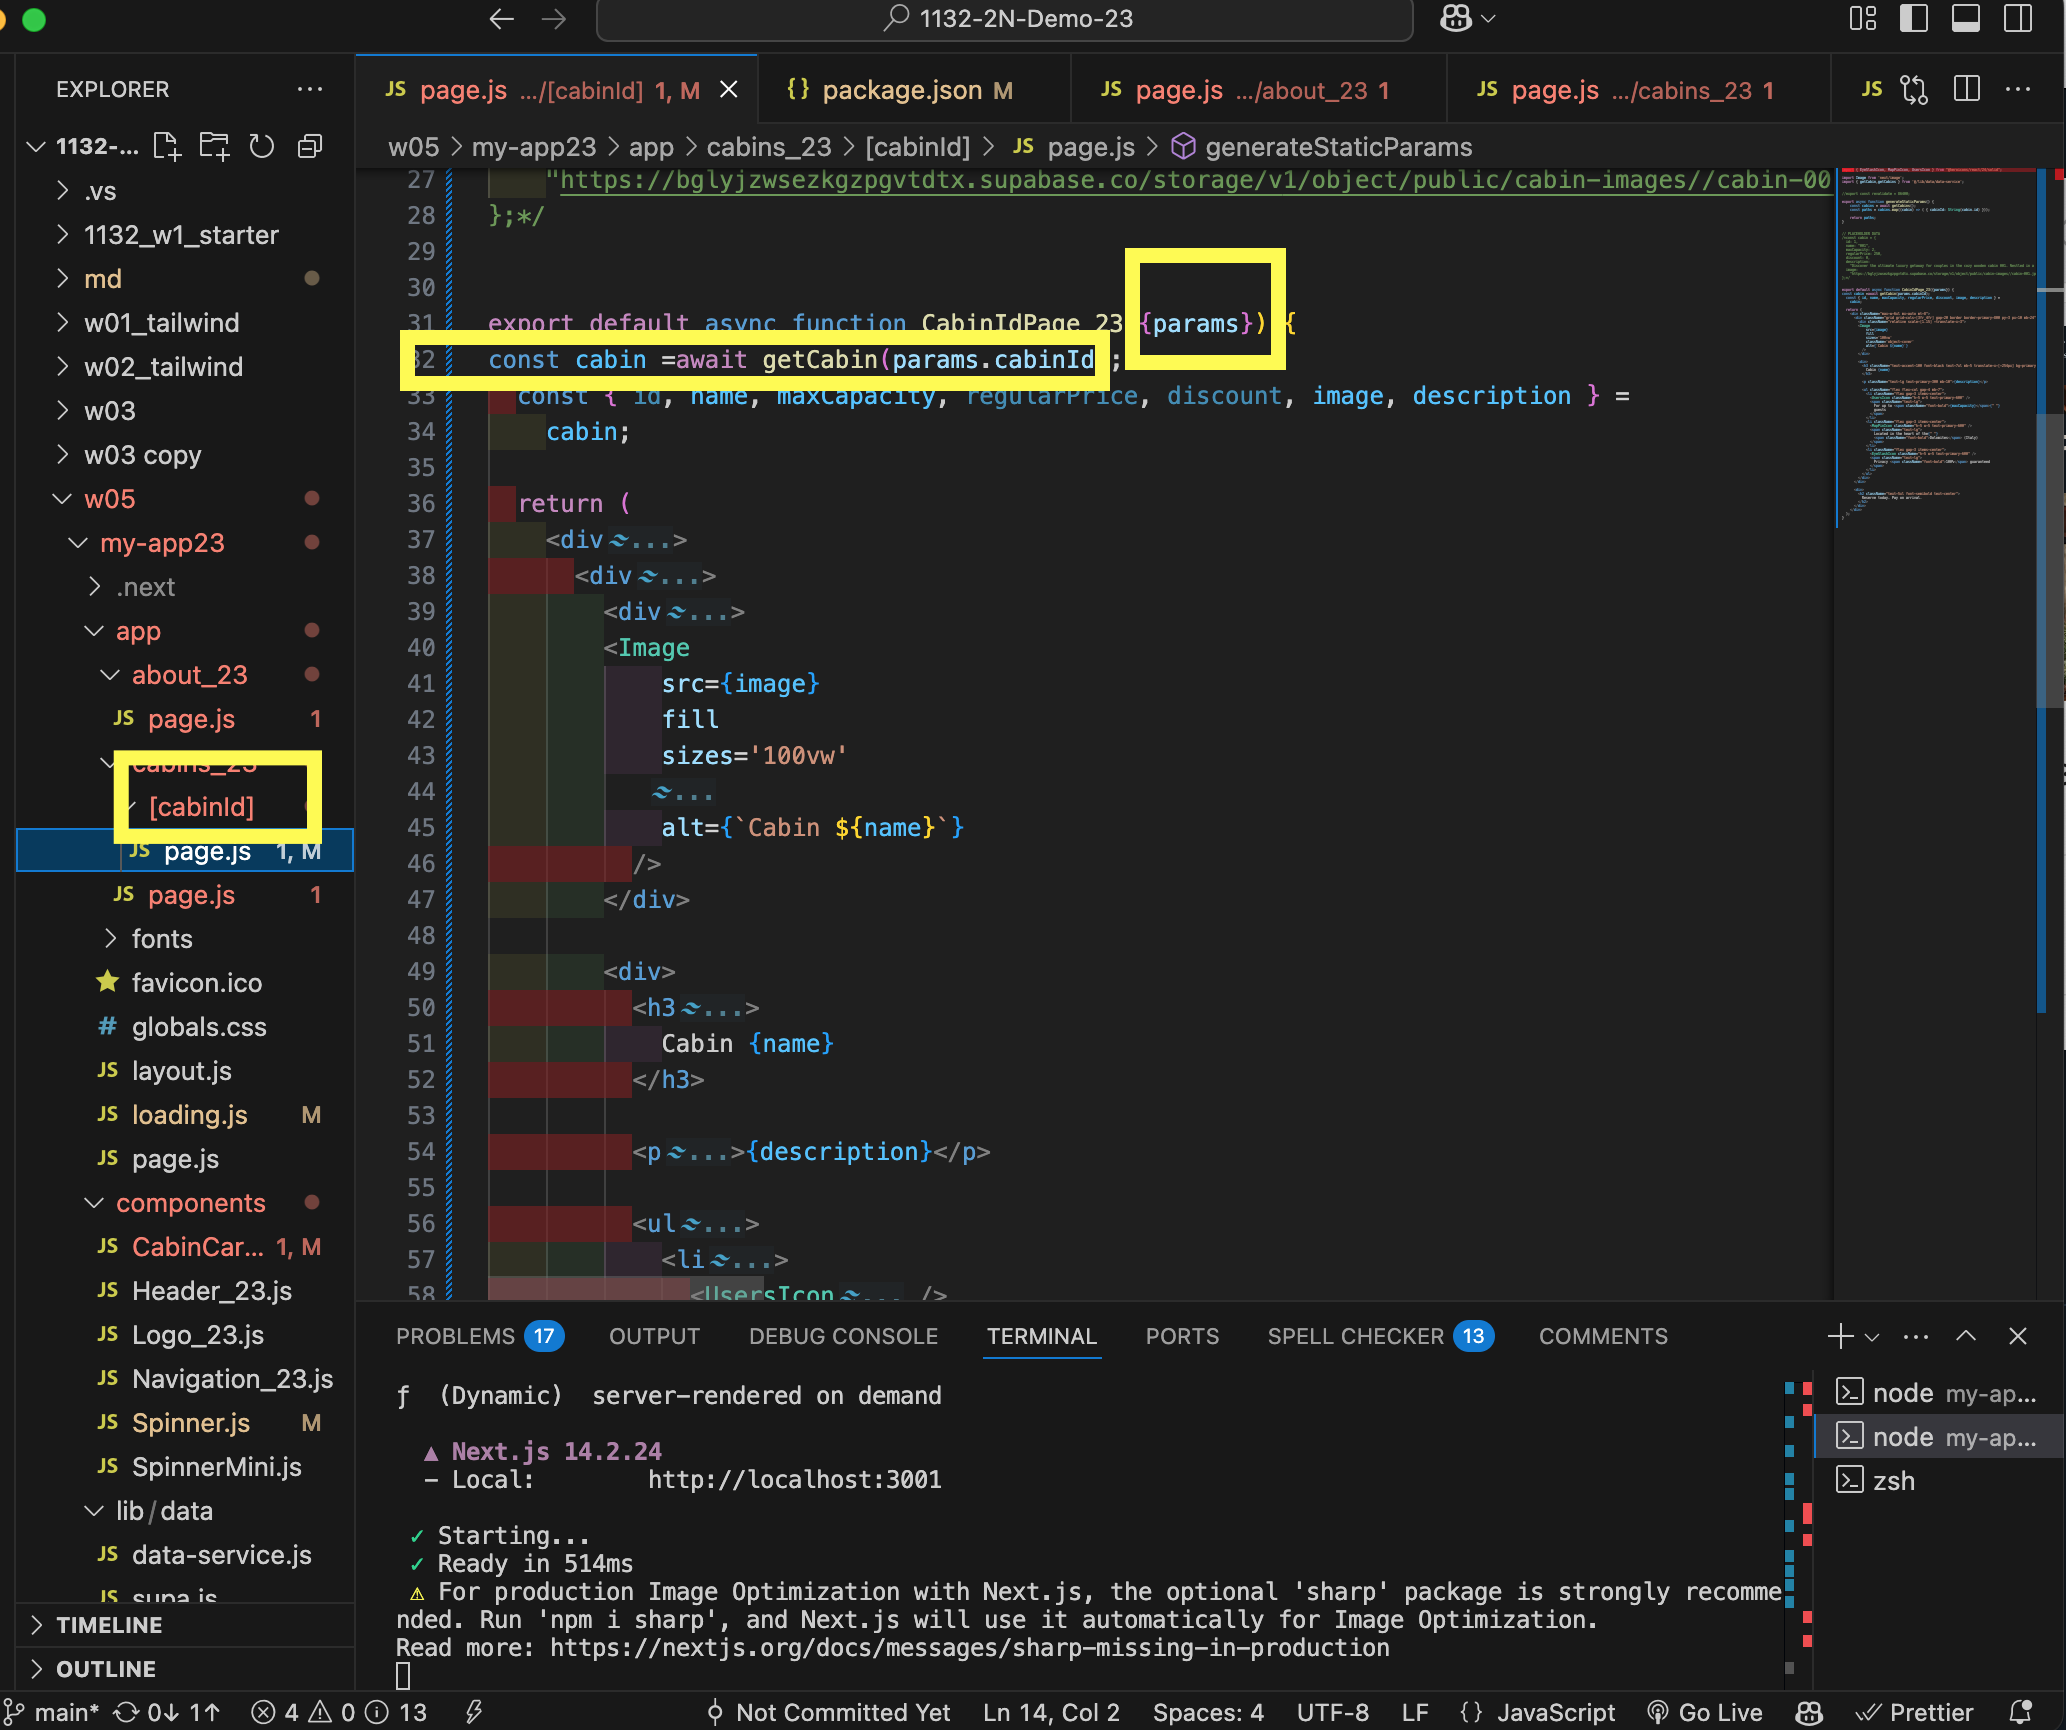 1132-2N-Demo-23
EXPLORER
JS page.js .../[cabinId] 1, M
{} package.json M
JS page.js .../about_23 1
JS page.js .../cabins_23 1
JS
1132-...
w05 > my-app23 > app > cabins_23 > [cabinId] > JS page.js > generateStaticParams
.vs
1132_w1_starter
md
w01_tailwind
w02_tailwind
w03
w03 copy
w05
my-app23
.next
app
about_23
JS page.js 1
cabins_23
[cabinId]
JS page.js 1, M
JS page.js 1
fonts
favicon.ico
# globals.css
JS layout.js
JS loading.js M
JS page.js
components
JS CabinCar... 1, M
JS Header_23.js
JS Logo_23.js
JS Navigation_23.js
JS Spinner.js M
JS SpinnerMini.js
lib/data
JS data-service.js
JS supa.js
TIMELINE
OUTLINE
27 "https://bglyjzwsezkgzpgvtdtx.supabase.co/storage/v1/object/public/cabin-images//cabin-00
28 };*/
29
30
31 export default async function CabinIdPage_23({params}) {
32 const cabin =await getCabin(params.cabinId);
33 const { id, name, maxCapacity, regularPrice, discount, image, description } =
34 cabin;
35
36 return (
37 <div ...>
38 <div ...>
39 <div ...>
40 <Image
41 src={image}
42 fill
43 sizes='100vw'
44 ...
45 alt={`Cabin ${name}`}
46 />
47 </div>
48
49 <div>
50 <h3 ...>
51 Cabin {name}
52 </h3>
53
54 <p ...>{description}</p>
55
56 <ul ...>
57 <li ...>
58 <UsersIcon ... />
PROBLEMS 17 OUTPUT DEBUG CONSOLE TERMINAL PORTS SPELL CHECKER 13 COMMENTS
ƒ (Dynamic) server-rendered on demand
▲ Next.js 14.2.24
- Local: http://localhost:3001
✓ Starting...
✓ Ready in 514ms
⚠ For production Image Optimization with Next.js, the optional 'sharp' package is strongly recomme
nded. Run 'npm i sharp', and Next.js will use it automatically for Image Optimization.
Read more: https://nextjs.org/docs/messages/sharp-missing-in-production
node my-ap...
node my-ap...
zsh
main* 0↓ 1↑ 4 0 13 Not Committed Yet Ln 14, Col 2 Spaces: 4 UTF-8 LF {} JavaScript Go Live Prettier